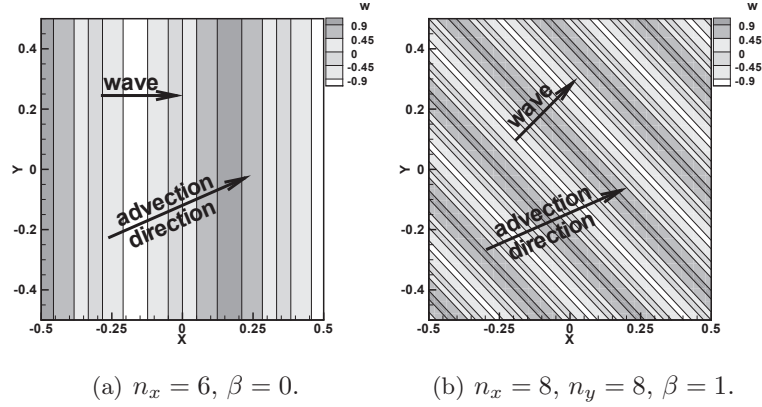 w
0.4
0.2
0
-0.2
-0.4
Y
-0.5
-0.25
0
0.25
0.5
X
0.9
0.45
0
-0.45
-0.9
wave
advection
direction
(a) nₓ = 6, β = 0.
w
0.4
0.2
0
-0.2
-0.4
Y
-0.5
-0.25
0
0.25
0.5
X
0.9
0.45
0
-0.45
-0.9
wave
advection
direction
(b) nₓ = 8, n_y = 8, β = 1.